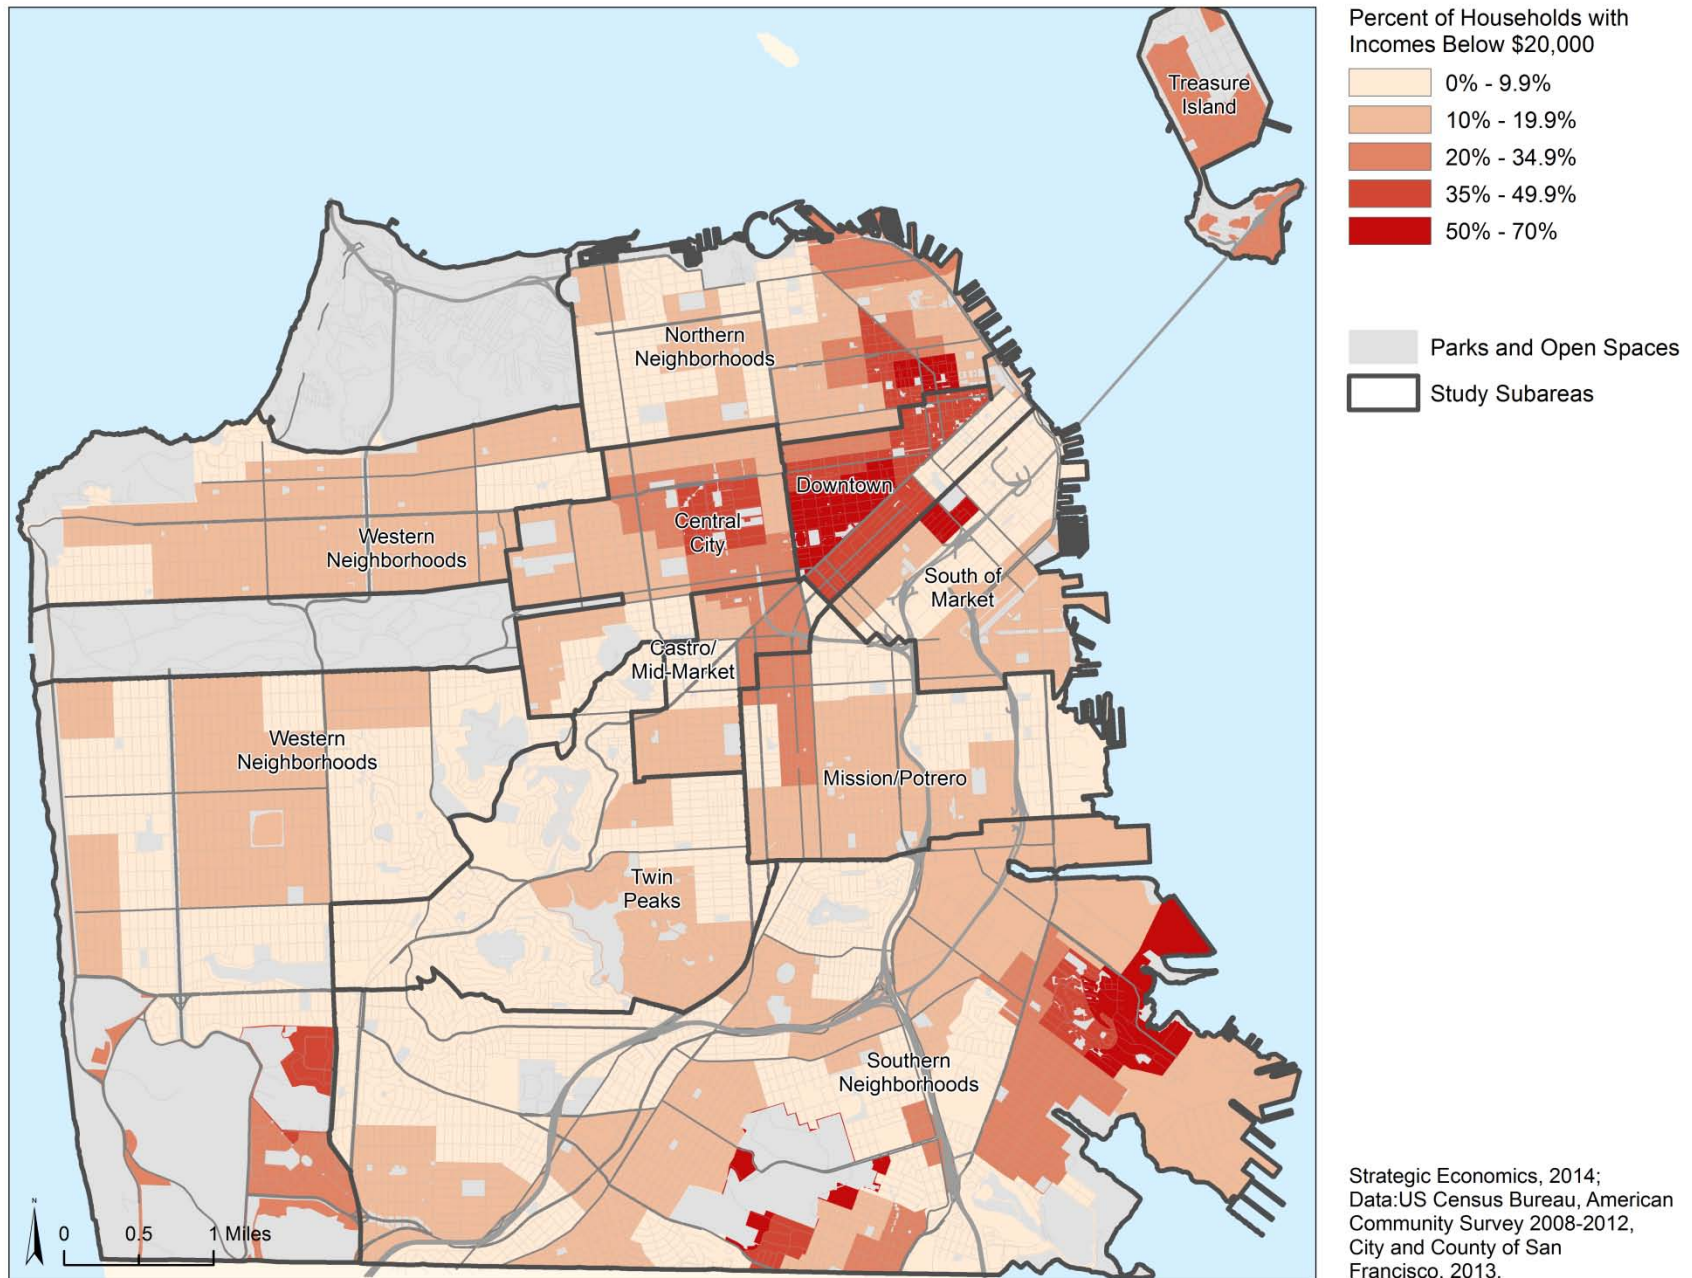 Percent of Households with
Incomes Below $20,000
0% - 9.9%
10% - 19.9%
20% - 34.9%
35% - 49.9%
50% - 70%
Parks and Open Spaces
Study Subareas
Treasure
Island
Northern
Neighborhoods
Downtown
Central
City
Western
Neighborhoods
South of
Market
Castro/
Mid-Market
Western
Neighborhoods
Mission/Potrero
Twin
Peaks
Southern
Neighborhoods
N
0 0.5 1 Miles
Strategic Economics, 2014;
Data:US Census Bureau, American
Community Survey 2008-2012,
City and County of San
Francisco, 2013.